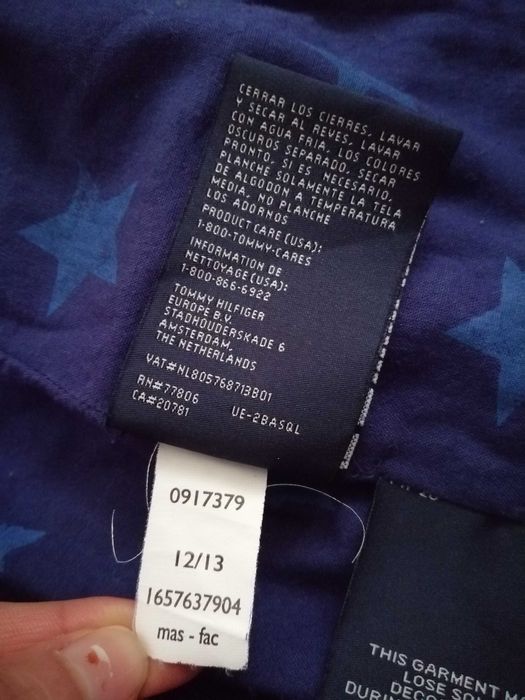 CERRAR LOS CIERRES, LAVAR
Y SECAR AL REVES, LAVAR
CON AGUA FRIA, LOS COLORES
OSCUROS SEPARADO, SECAR
PRONTO, SI ES NECESARIO,
PLANCHE SOLAMENTE LA TELA
DE ALGODON A TEMPERATURA
MEDIA, NO PLANCHE
LOS ADORNOS
PRODUCT CARE (USA):
1-800-TOMMY-CARES
INFORMATION DE
NETTOYAGE (USA):
1-800-866-6922
TOMMY HILFIGER
EUROPE B.V.
STADHOUDERSKADE 6
AMSTERDAM,
THE NETHERLANDS
VAT#NL805768713B01
RN#77806
CA#20781 UE-2BASQL
0917379
12/13
1657637904
mas - fac
THIS GARMENT
LOSE